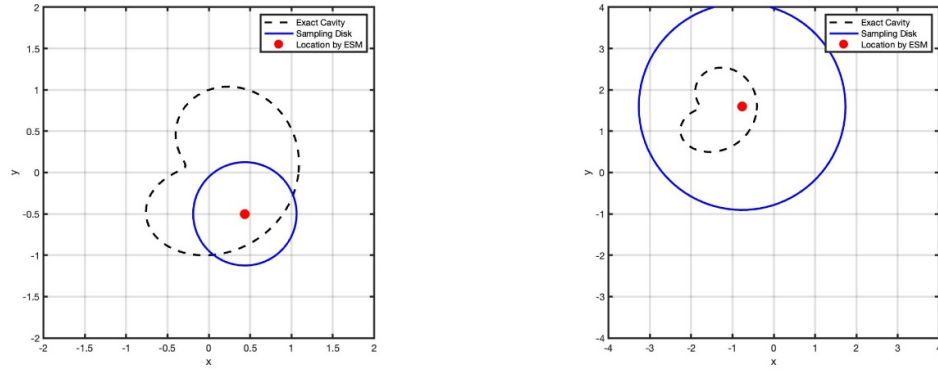 2
1.5
1
0.5
0
-0.5
-1
-1.5
-2
y
-2 -1.5 -1 -0.5 0 0.5 1 1.5 2
x
Exact Cavity
Sampling Disk
Location by ESM
4
3
2
1
0
-1
-2
-3
-4
y
-4 -3 -2 -1 0 1 2 3 4
x
Exact Cavity
Sampling Disk
Location by ESM